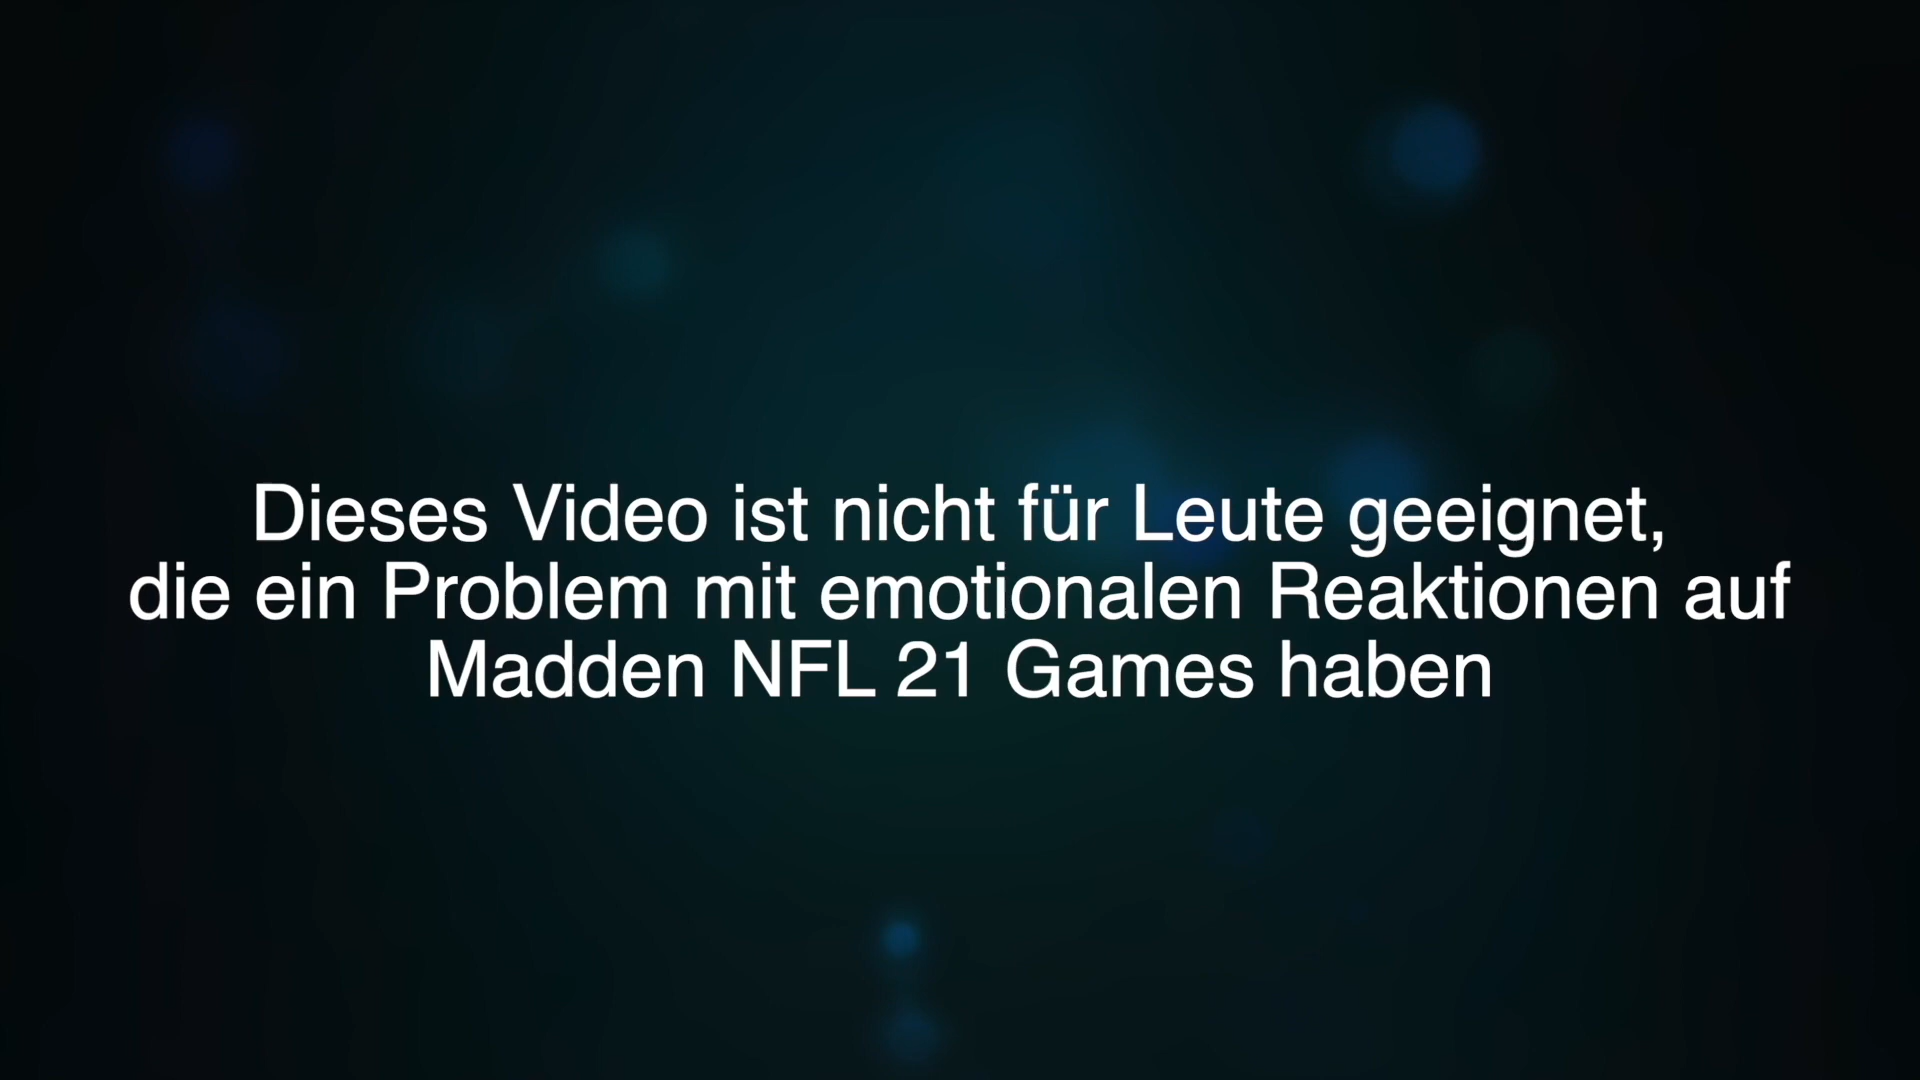 Dieses Video ist nicht für Leute geeignet,
die ein Problem mit emotionalen Reaktionen auf
Madden NFL 21 Games haben